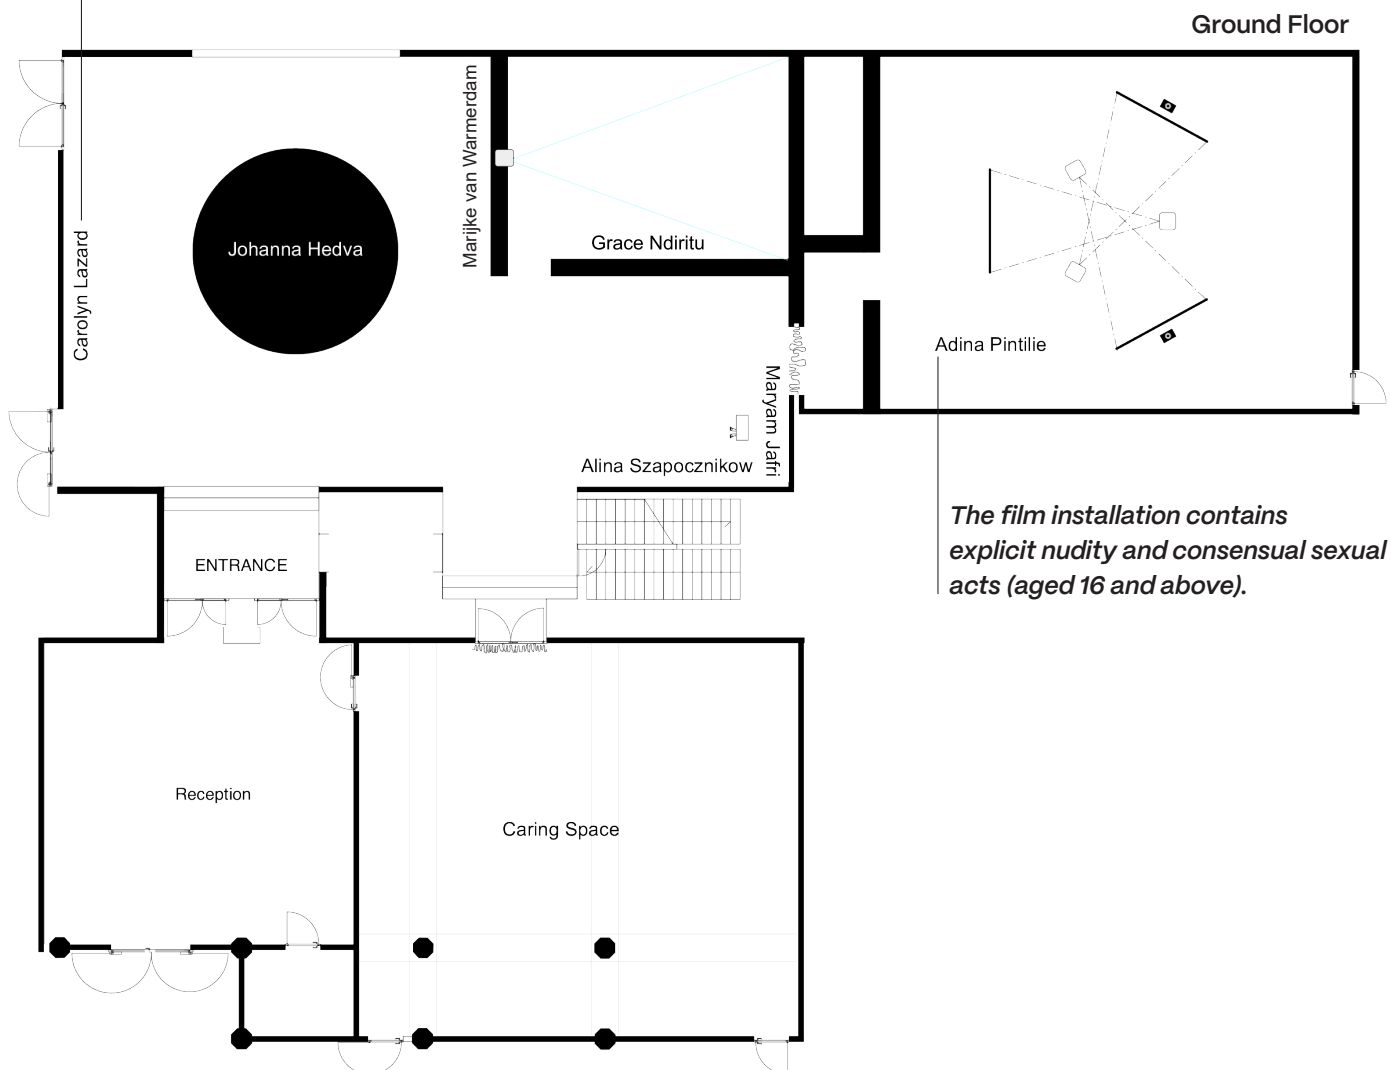 Ground Floor
Carolyn Lazard
Johanna Hedva
Marijke van Warmerdam
Grace Ndiritu
Maryam Jafri
Alina Szapocznikow
Adina Pintilie
The film installation contains
explicit nudity and consensual sexual
acts (aged 16 and above).
ENTRANCE
Reception
Caring Space